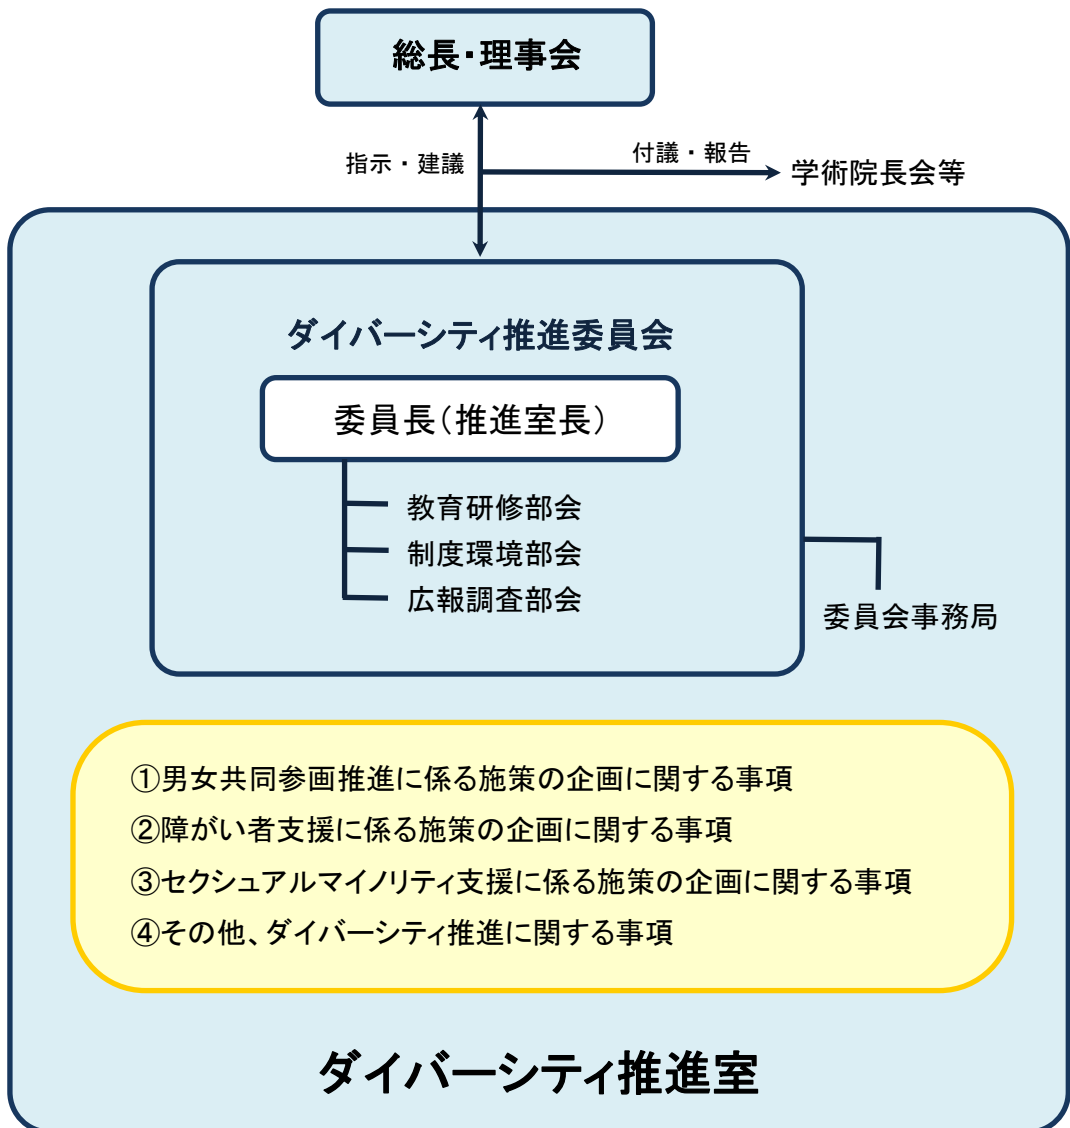 総長・理事会
指示・建議
付議・報告
学術院長会等
ダイバーシティ推進委員会
委員長(推進室長)
教育研修部会
制度環境部会
広報調査部会
委員会事務局
①男女共同参画推進に係る施策の企画に関する事項
②障がい者支援に係る施策の企画に関する事項
③セクシュアルマイノリティ支援に係る施策の企画に関する事項
④その他、ダイバーシティ推進に関する事項
ダイバーシティ推進室